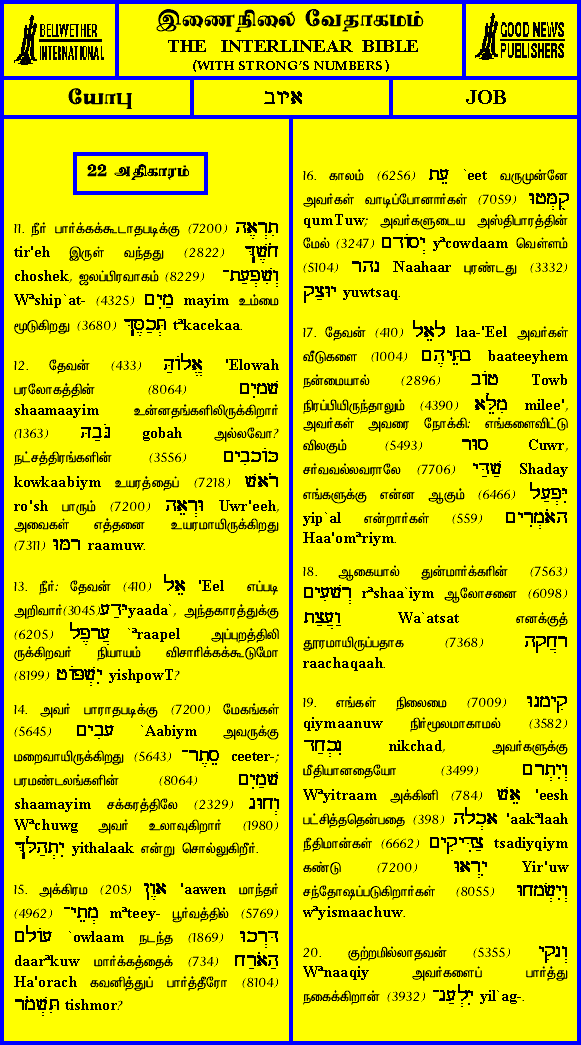 BELLWETHER
INTERNATIONAL
இணைநிலை வேதாகமம்
THE INTERLINEAR BIBLE
(WITH STRONG'S NUMBERS)
GOOD NEWS
PUBLISHERS
யோபு
איוב
JOB
22 அதிகாரம்
11. நீர் பார்க்கக்கூடாதபடிக்கு (7200) תִרְאֶה
tir'eh இருள் வந்தது (2822) חֹשֶׁךְ
choshek, ஜலப்பிரவாகம் (8229) וְשִׁפְעַת־
Wªship`at- (4325) מַיִם mayim உம்மை
மூடுகிறது (3680) תְּכַסֶּךָּ tªkacekaa.
12. தேவன் (433) אֱלוֹהַּ 'Elowah
பரலோகத்தின் (8064) שָׁמַיִם
shaamaayim உன்னதங்களிலிருக்கிறார்
(1363) גֹּבַהּ gobah அல்லவோ?
நட்சத்திரங்களின் (3556) כּוֹכָבִים
kowkaabiym உயரத்தைப் (7218) רֹאשׁ
ro'sh பாரும் (7200) וּרְאֵה Uwr'eeh,
அவைகள் எத்தனை உயரமாயிருக்கிறது
(7311) רָמּוּ raamuw.
13. நீர்: தேவன் (410) אֵל 'Eel எப்படி
அறிவார்(3045) יָדַע yaada`, அந்தகாரத்துக்கு
(6205) עֲרָפֶל `ªraapel அப்புறத்திலி
ருக்கிறவர் நியாயம் விசாரிக்கக்கூடுமோ
(8199) יִשְׁפּוֹט yishpowT?
14. அவர் பாராதபடிக்கு (7200) மேகங்கள்
(5645) עָבִים `Aabiym அவருக்கு
மறைவாயிருக்கிறது (5643) סֵתֶר־ ceeter-;
பரமண்டலங்களின் (8064) שָׁמַיִם
shaamayim சக்கரத்திலே (2329) וְחוּג
Wªchuwg அவர் உலாவுகிறார் (1980)
יִתְהַלָּךְ yithalaak என்று சொல்லுகிறீர்.
15. அக்கிரம (205) אָוֶן 'aawen மாந்தர்
(4962) מְתֵי־ mªteey- பூர்வத்தில் (5769)
עוֹלָם `owlaam நடந்த (1869) דָּרְכוּ
daarªkuw மார்க்கத்தைக் (734) הַאֹרַח
Ha'orach கவனித்துப் பார்த்தீரோ (8104)
תִּשְׁמֹר tishmor?
16. காலம் (6256) עֵת `eet வருமுன்னே
அவர்கள் வாடிப்போனார்கள் (7059) קֻמְּטוּ
qumTuw; அவர்களுடைய அஸ்திபாரத்தின்
மேல் (3247) יְסוֹדָם yªcowdaam வெள்ளம்
(5104) נָהָר Naahaar புரண்டது (3332)
יוּצַק yuwtsaq.
17. தேவன் (410) לָאֵל laa-'Eel அவர்கள்
வீடுகளை (1004) בָּתֵּיהֶם baateeyhem
நன்மையால் (2896) טוֹב Towb
நிரப்பியிருந்தாலும் (4390) מִלֵּא milee',
அவர்கள் அவரை நோக்கி: எங்களைவிட்டு
விலகும் (5493) סוּר Cuwr,
சர்வவல்லவராலே (7706) שַׁדַּי Shaday
எங்களுக்கு என்ன ஆகும் (6466) יִּפְעַל
yip`al என்றார்கள் (559) הָאֹמְרִים
Haa'omªriym.
18. ஆகையால் துன்மார்க்கரின் (7563)
רְשָׁעִים rªshaa`iym ஆலோசனை (6098)
וַעֲצַת Wa`atsat எனக்குத்
தூரமாயிருப்பதாக (7368) רָחֲקָה
raachaqaah.
19. எங்கள் நிலைமை (7009) קִימָנוּ
qiymaanuw நிர்மூலமாகாமல் (3582)
נִכְחַד nikchad, அவர்களுக்கு
மீதியானதையோ (3499) וְיִתְרָם
Wªyitraam அக்கினி (784) אֵשׁ 'eesh
பட்சித்ததென்பதை (398) אָכְלָה 'aakªlaah
நீதிமான்கள் (6662) צַדִּיקִים tsadiyqiym
கண்டு (7200) יִרְאוּ Yir'uw
சந்தோஷப்படுகிறார்கள் (8055) וְיִשְׂמָחוּ
wªyismaachuw.
20. குற்றமில்லாதவன் (5355) וְנָקִי
Wªnaaqiy அவர்களைப் பார்த்து
நகைக்கிறான் (3932) יִלְעַג־ yil`ag-.